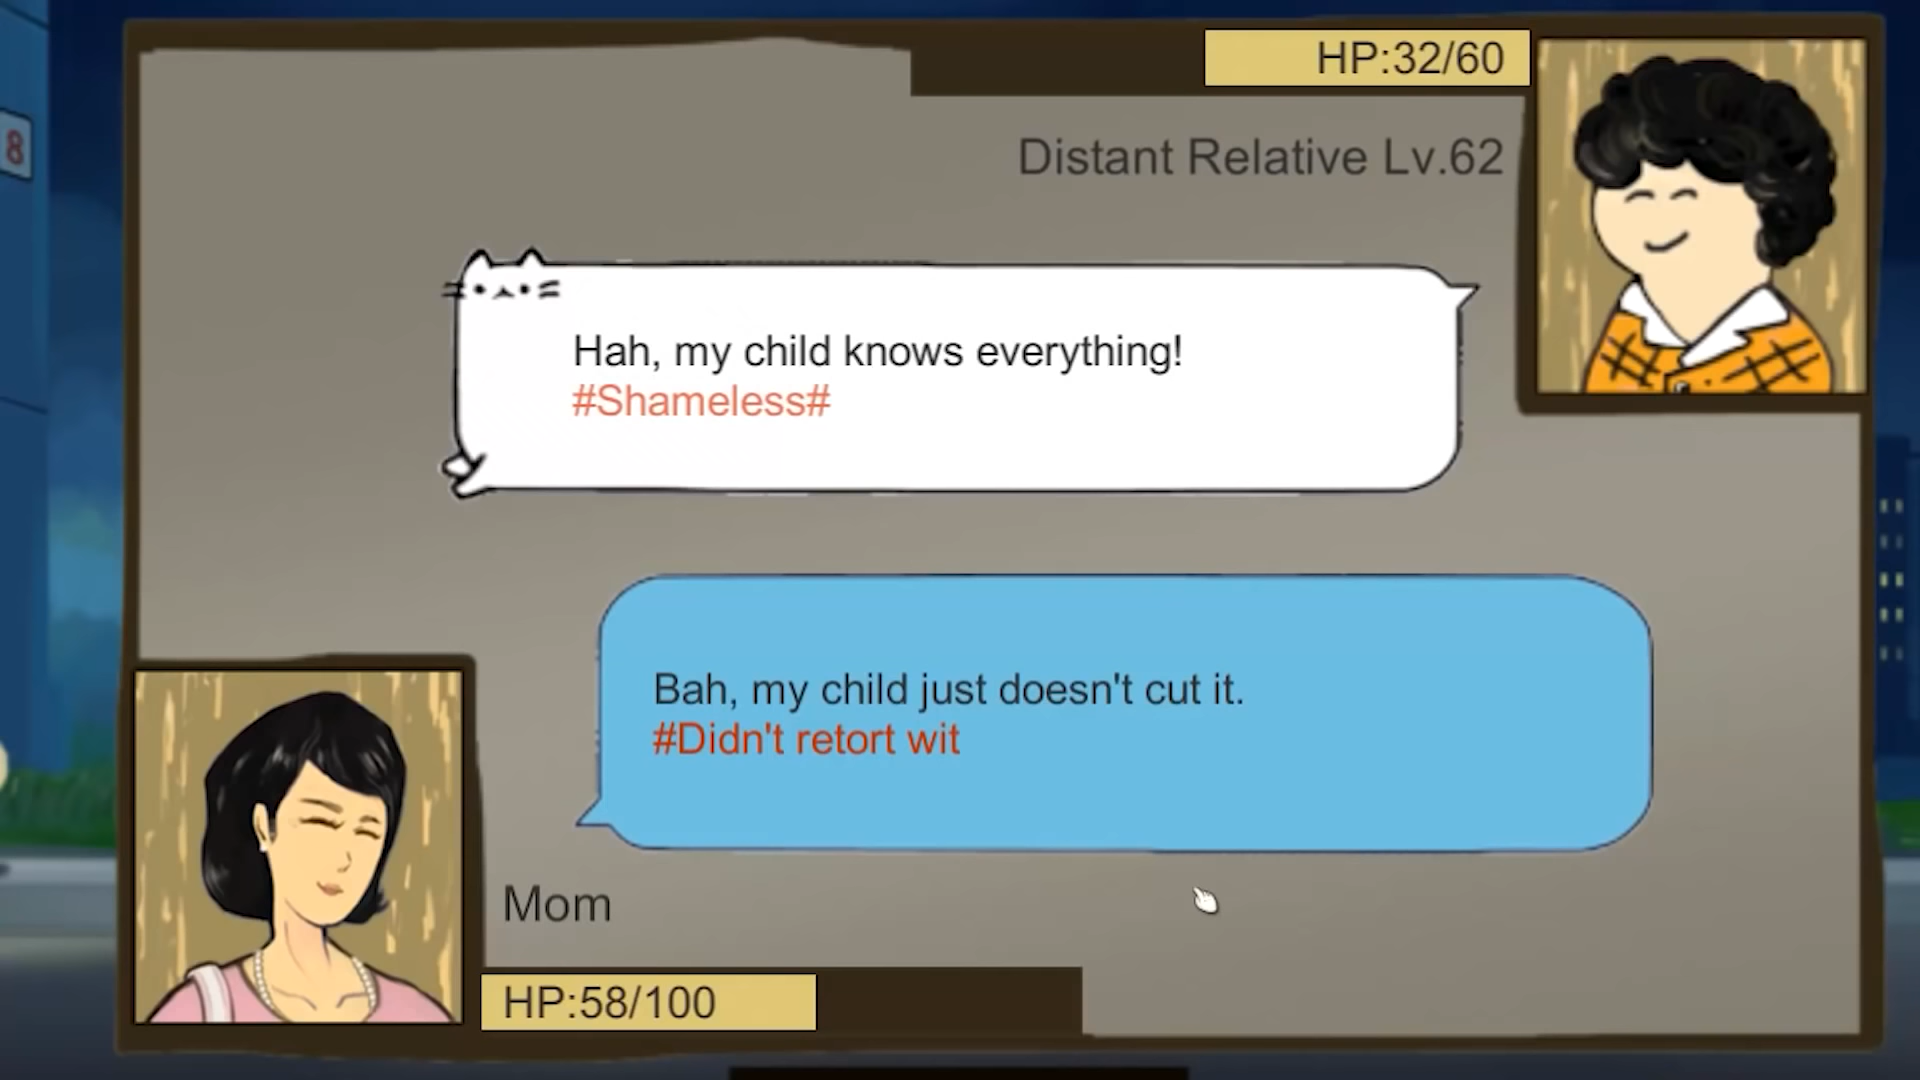 8
HP:32/60
Distant Relative Lv.62
Hah, my child knows everything!
#Shameless#
Bah, my child just doesn't cut it.
#Didn't retort wit
Mom
HP:58/100